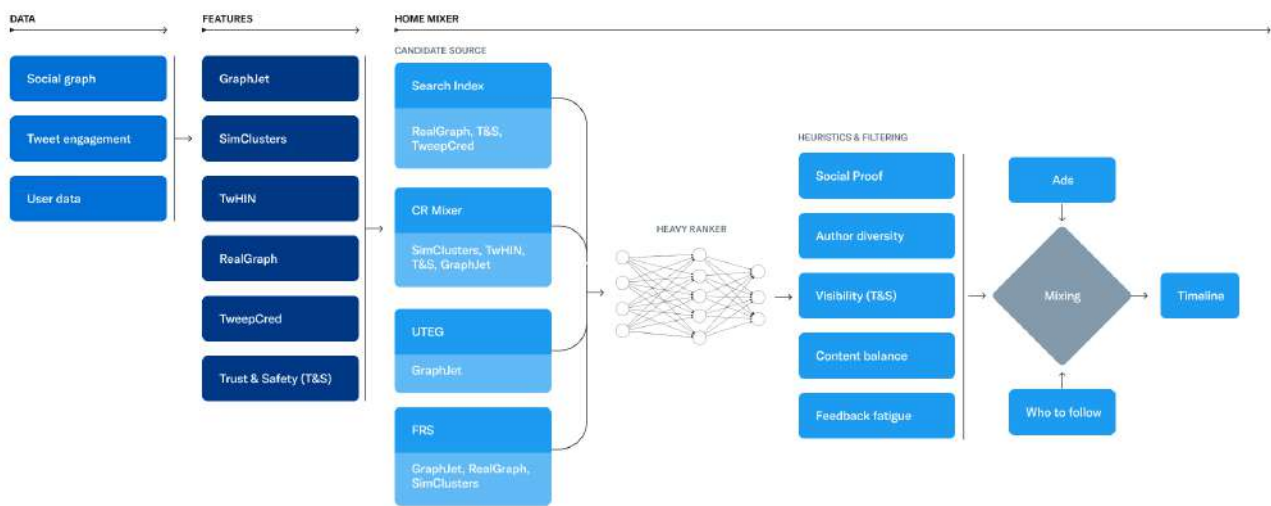 DATA
FEATURES
HOME MIXER
Social graph
Tweet engagement
User data
GraphJet
SimClusters
TwHIN
RealGraph
TweepCred
Trust & Safety (T&S)
CANDIDATE SOURCE
Search Index
RealGraph, T&S,
TweepCred
CR Mixer
SimClusters, TwHIN,
T&S, GraphJet
UTEG
GraphJet
FRS
GraphJet, RealGraph,
SimClusters
HEAVY RANKER
HEURISTICS & FILTERING
Social Proof
Author diversity
Visibility (T&S)
Content balance
Feedback fatigue
Ads
Mixing
Who to follow
Timeline